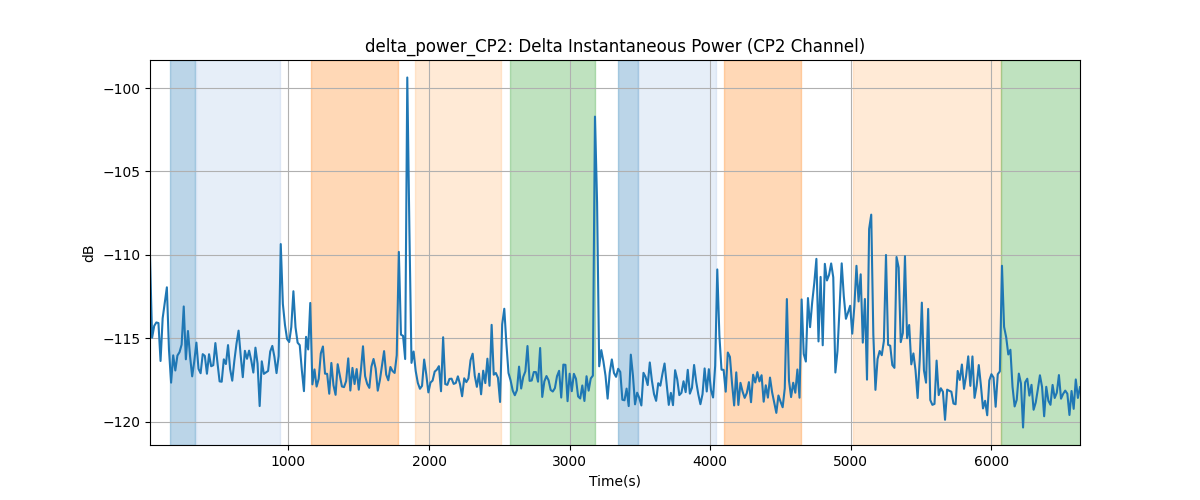 delta_power_CP2: Delta Instantaneous Power (CP2 Channel)
−100
−105
−110
−115
−120
dB
1000 2000 3000 4000 5000 6000
Time(s)